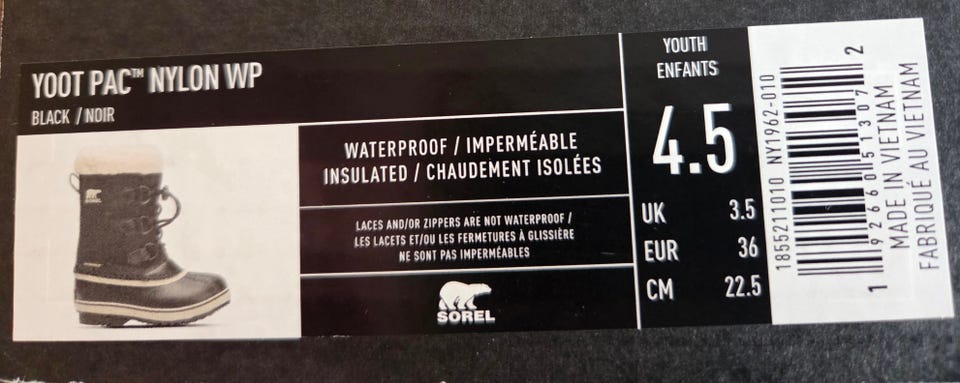 YOOT PAC™ NYLON WP
BLACK / NOIR
SOREL
WATERPROOF / IMPERMÉABLE
INSULATED / CHAUDEMENT ISOLÉES
LACES AND/OR ZIPPERS ARE NOT WATERPROOF /
LES LACETS ET/OU LES FERMETURES À GLISSIÈRE
NE SONT PAS IMPERMÉABLES
SOREL
YOUTH
ENFANTS
4.5
UK 3.5
EUR 36
CM 22.5
1855211010 NY1962-010
1 92660 51307 2
MADE IN VIETNAM
FABRIQUÉ AU VIETNAM